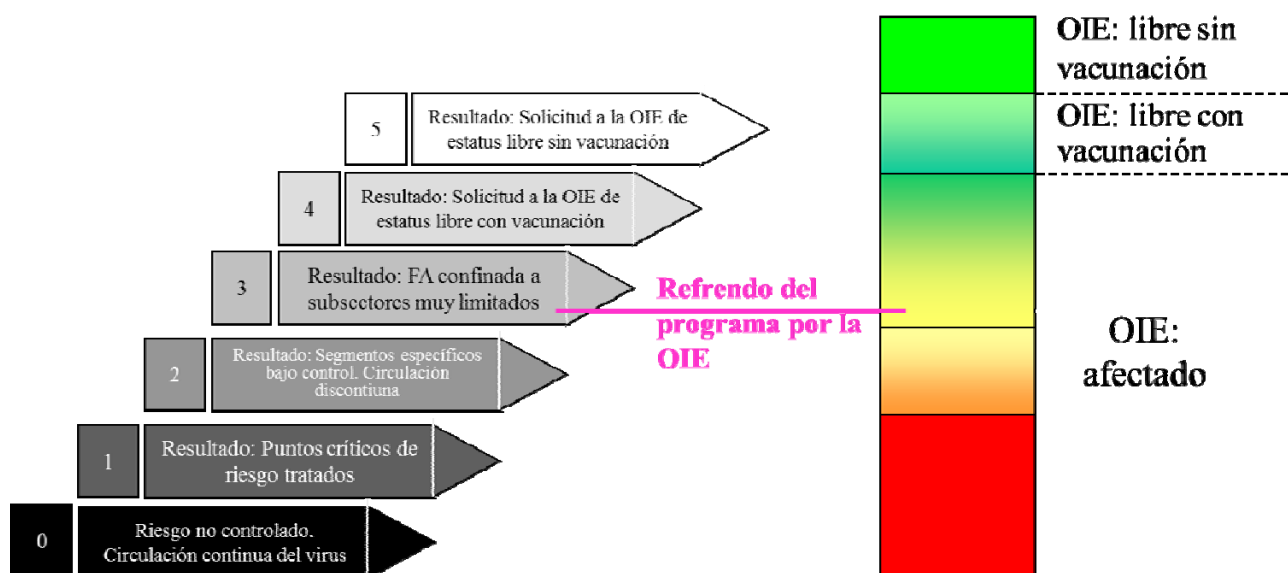 OIE: libre sin
vacunación
OIE: libre con
vacunación
5
Resultado: Solicitud a la OIE de
estatus libre sin vacunación
4
Resultado: Solicitud a la OIE de
estatus libre con vacunación
3
Resultado: FA confinada a
subsectores muy limitados
Refrendo del
programa por la
OIE
OIE:
afectado
2
Resultado: Segmentos específicos
bajo control. Circulación
discontiuna
1
Resultado: Puntos críticos de
riesgo tratados
0
Riesgo no controlado.
Circulación continua del virus